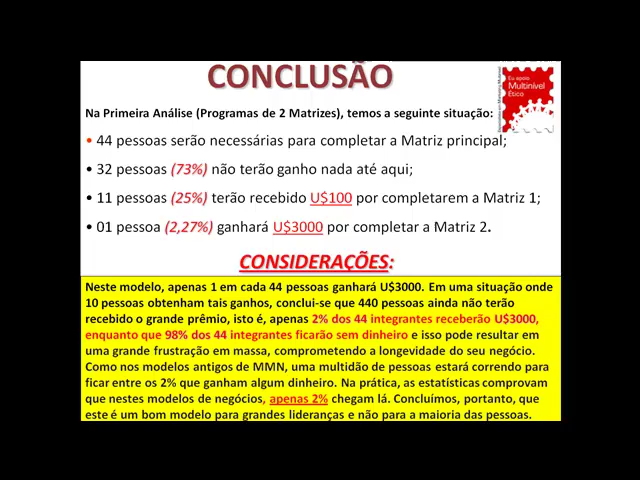 CONCLUSÃO
Eu apoio
Multinível
Ético
Na Primeira Análise (Programas de 2 Matrizes), temos a seguinte situação:
• 44 pessoas serão necessárias para completar a Matriz principal;
• 32 pessoas (73%) não terão ganho nada até aqui;
• 11 pessoas (25%) terão recebido U$100 por completarem a Matriz 1;
• 01 pessoa (2,27%) ganhará U$3000 por completar a Matriz 2.
CONSIDERAÇÕES:
Neste modelo, apenas 1 em cada 44 pessoas ganhará U$3000. Em uma situação onde
10 pessoas obtenham tais ganhos, conclui-se que 440 pessoas ainda não terão
recebido o grande prêmio, isto é, apenas 2% dos 44 integrantes receberão U$3000,
enquanto que 98% dos 44 integrantes ficarão sem dinheiro e isso pode resultar em
uma grande frustração em massa, comprometendo a longevidade do seu negócio.
Como nos modelos antigos de MMN, uma multidão de pessoas estará correndo para
ficar entre os 2% que ganham algum dinheiro. Na prática, as estatísticas comprovam
que nestes modelos de negócios, apenas 2% chegam lá. Concluímos, portanto, que
este é um bom modelo para grandes lideranças e não para a maioria das pessoas.